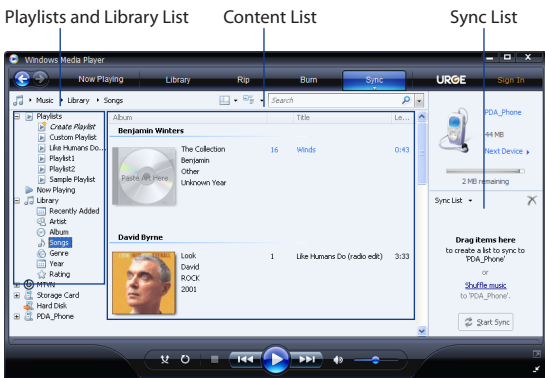 Playlists and Library List
Content List
Sync List
Windows Media Player
Now Playing
Library
Rip
Burn
Sync
URGE
Sign In
Music
Library
Songs
Search
Playlists
Create Playlist
Custom Playlist
Like Humans Do...
Playlist1
Playlist2
Sample Playlist
Now Playing
Library
Recently Added
Artist
Album
Songs
Genre
Year
Rating
MTVN
Storage Card
Hard Disk
PDA_Phone
Album
Title
Le...
Benjamin Winters
Paste Art Here
The Collection
16
Winds
0:43
Benjamin
Other
Unknown Year
David Byrne
Look
1
Like Humans Do (radio edit)
3:33
David
ROCK
2001
PDA_Phone
44 MB
Next Device
2 MB remaining
Sync List
Drag items here
to create a list to sync to
'PDA_Phone'
or
Shuffle music
to 'PDA_Phone'.
Start Sync